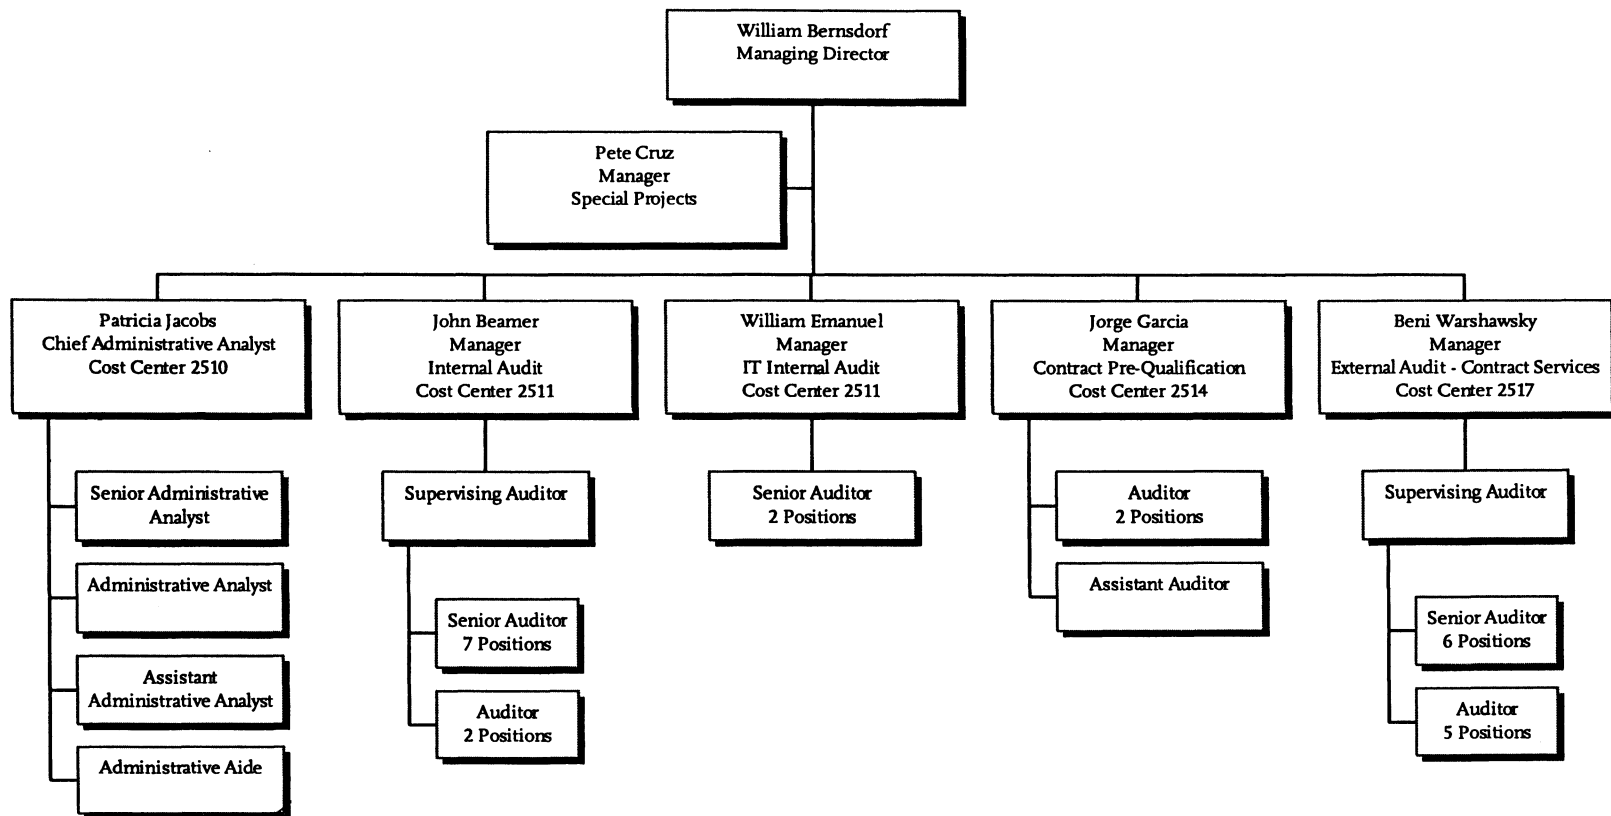 William Bernsdorf
Managing Director
Pete Cruz
Manager
Special Projects
Patricia Jacobs
Chief Administrative Analyst
Cost Center 2510
John Beamer
Manager
Internal Audit
Cost Center 2511
William Emanuel
Manager
IT Internal Audit
Cost Center 2511
Jorge Garcia
Manager
Contract Pre-Qualification
Cost Center 2514
Beni Warshawsky
Manager
External Audit - Contract Services
Cost Center 2517
Senior Administrative
Analyst
Administrative Analyst
Assistant
Administrative Analyst
Administrative Aide
Supervising Auditor
Senior Auditor
7 Positions
Auditor
2 Positions
Senior Auditor
2 Positions
Auditor
2 Positions
Assistant Auditor
Supervising Auditor
Senior Auditor
6 Positions
Auditor
5 Positions